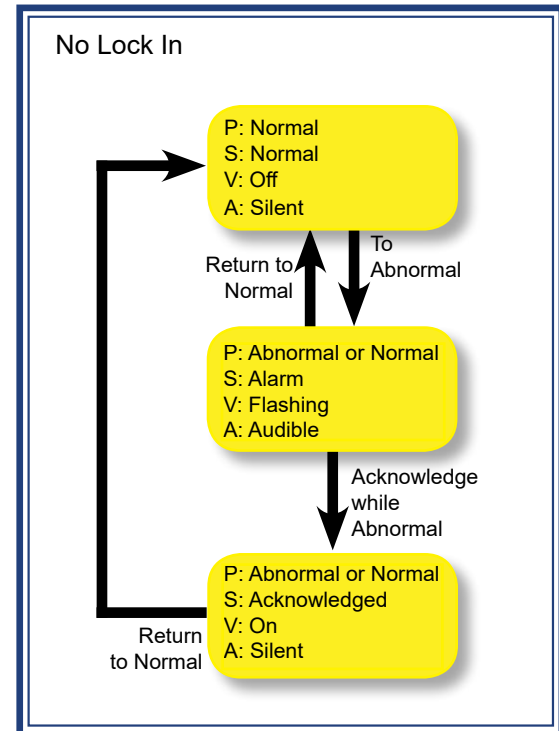 No Lock In
P: Normal
S: Normal
V: Off
A: Silent
Return to
Normal
To
Abnormal
P: Abnormal or Normal
S: Alarm
V: Flashing
A: Audible
Acknowledge
while
Abnormal
P: Abnormal or Normal
S: Acknowledged
V: On
A: Silent
Return
to Normal